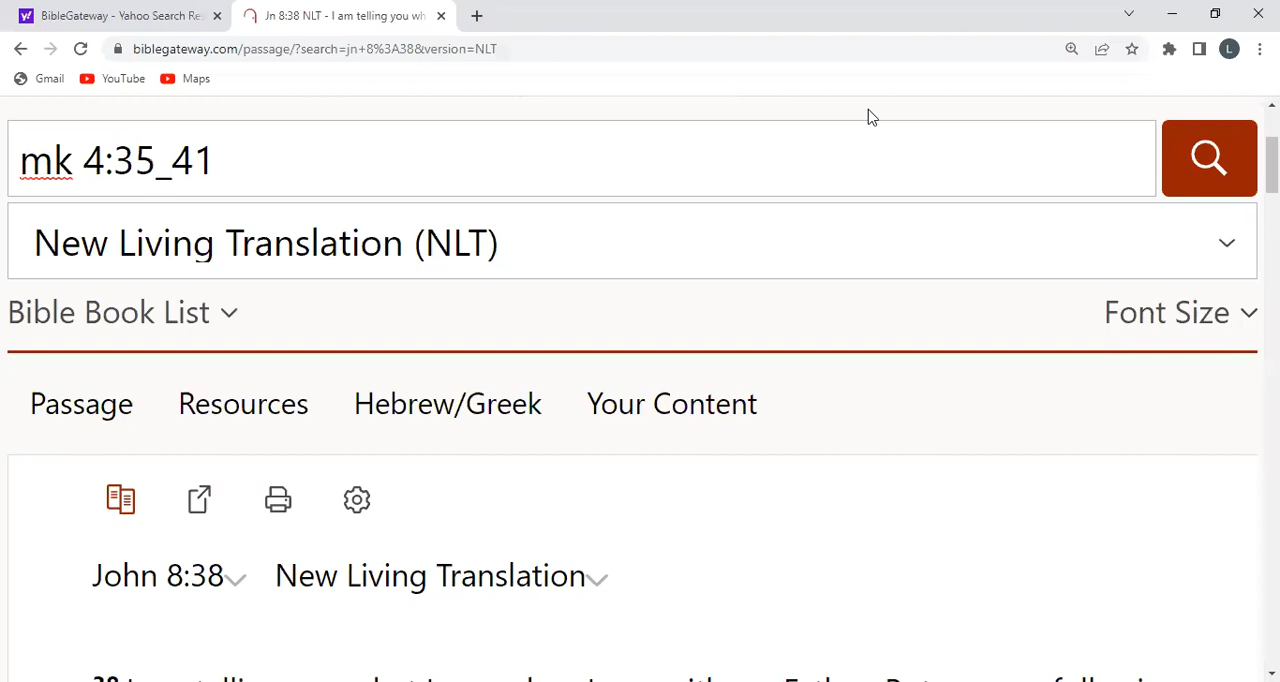 BibleGateway - Yahoo Search Re
Jn 8:38 NLT - I am telling you wh
biblegateway.com/passage/?search=jn+8%3A38&version=NLT
L
Gmail YouTube Maps
mk 4:35_41
New Living Translation (NLT)
Bible Book List Font Size
Passage Resources Hebrew/Greek Your Content
John 8:38 New Living Translation